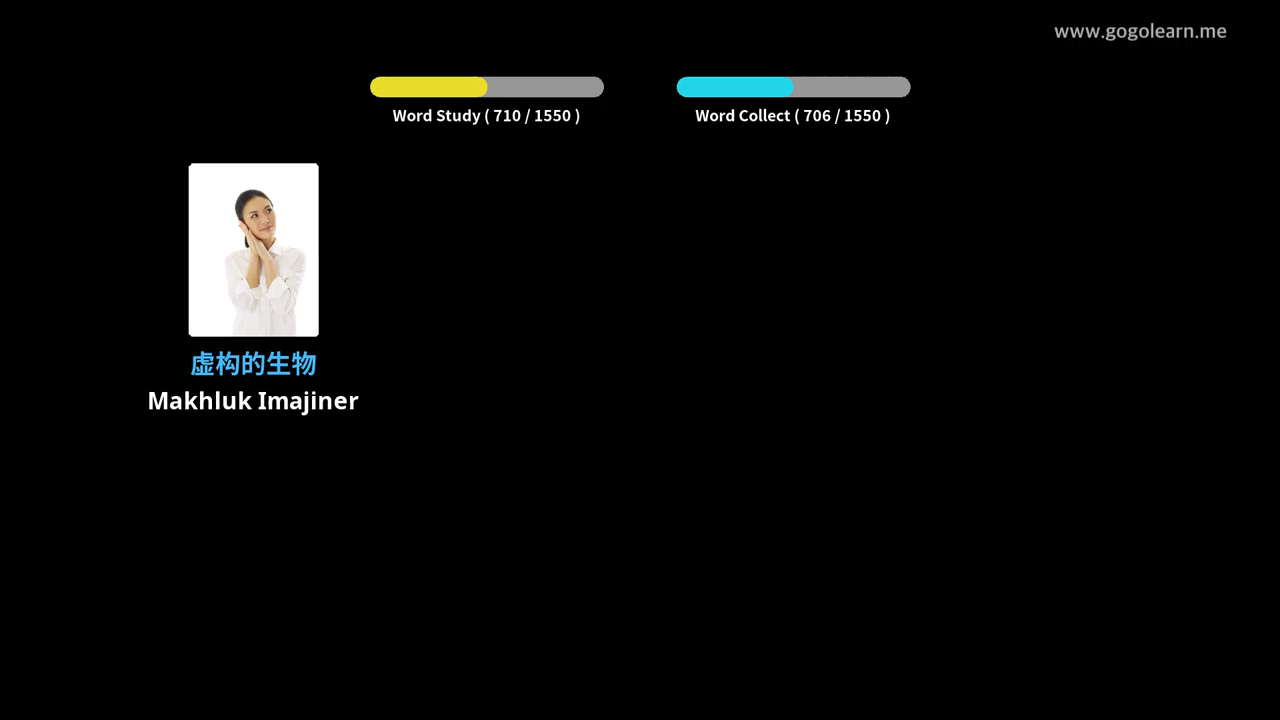 www.gogolearn.me
Word Study ( 710 / 1550 )
Word Collect ( 706 / 1550 )
虚构的生物
Makhluk Imajiner